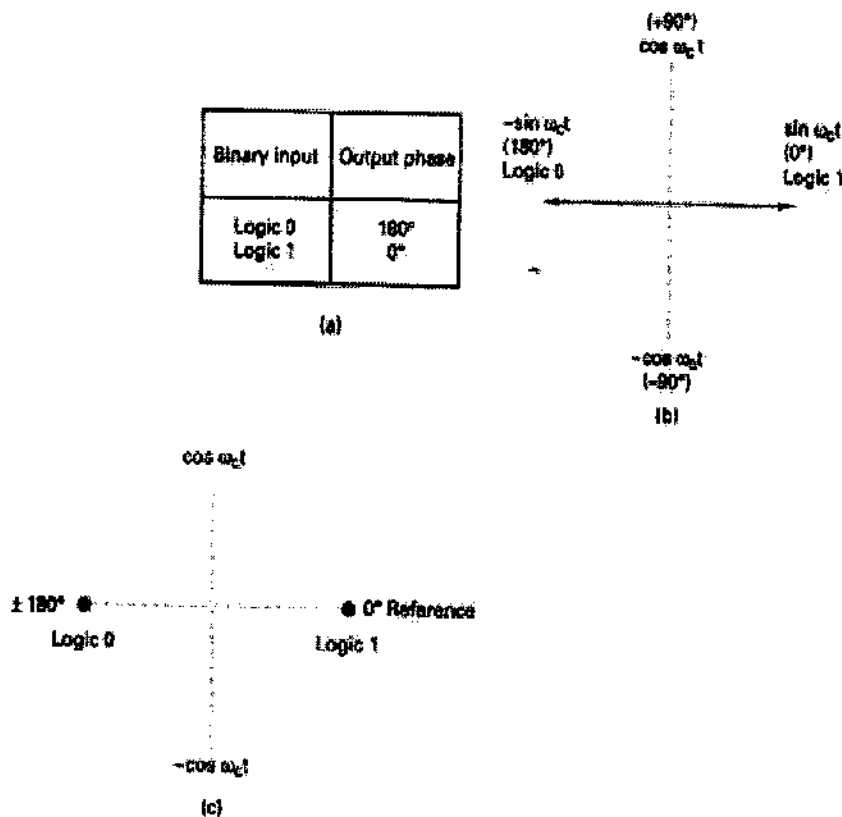 (+90°)
cos ωct
Binary input Output phase
Logic 0 180°
Logic 1 0°
(a)
-sin ωct
(180°)
Logic 0
sin ωct
(0°)
Logic 1
-cos ωct
(-90°)
(b)
cos ωct
± 180°
Logic 0
0° Reference
Logic 1
-cos ωct
(c)